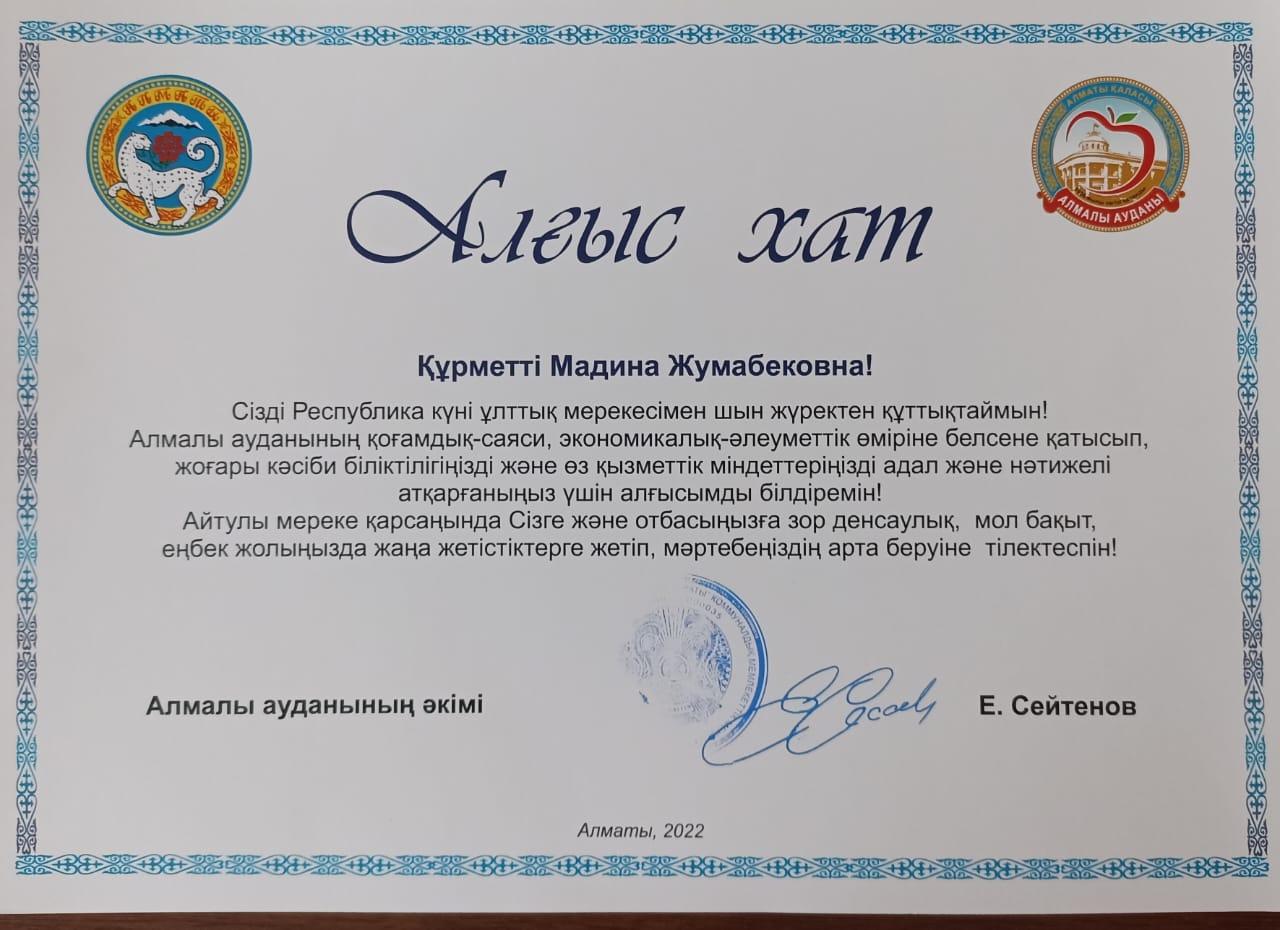 АЛМАТЫ ҚАЛАСЫ
АЛМАЛЫ АУДАНЫ
Алғыс хат
Құрметті Мадина Жумабековна!
Сізді Республика күні ұлттық мерекесімен шын жүректен құттықтаймын!
Алмалы ауданының қоғамдық-саяси, экономикалық-әлеуметтік өміріне белсене қатысып,
жоғары кәсіби біліктілігіңізді және өз қызметтік міндеттеріңізді адал және нәтижелі
атқарғаныңыз үшін алғысымды білдіремін!
Айтулы мереке қарсаңында Сізге және отбасыңызға зор денсаулық, мол бақыт,
еңбек жолыңызда жаңа жетістіктерге жетіп, мәртебеңіздің арта беруіне тілектеспін!
КОММУНАЛДЫҚ МЕМЛЕКЕТТІК
Алмалы ауданының әкімі
Е. Сейтенов
Алматы, 2022